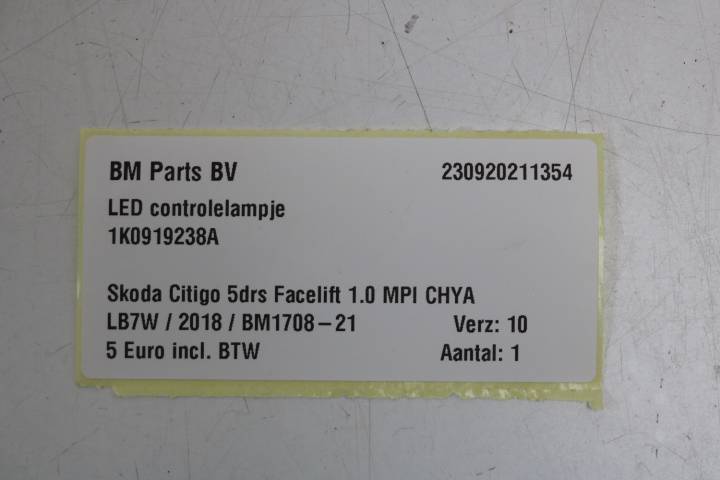 BM Parts BV 230920211354
LED controlelampje
1K0919238A
Skoda Citigo 5drs Facelift 1.0 MPI CHYA
LB7W / 2018 / BM1708-21 Verz: 10
5 Euro incl. BTW Aantal: 1